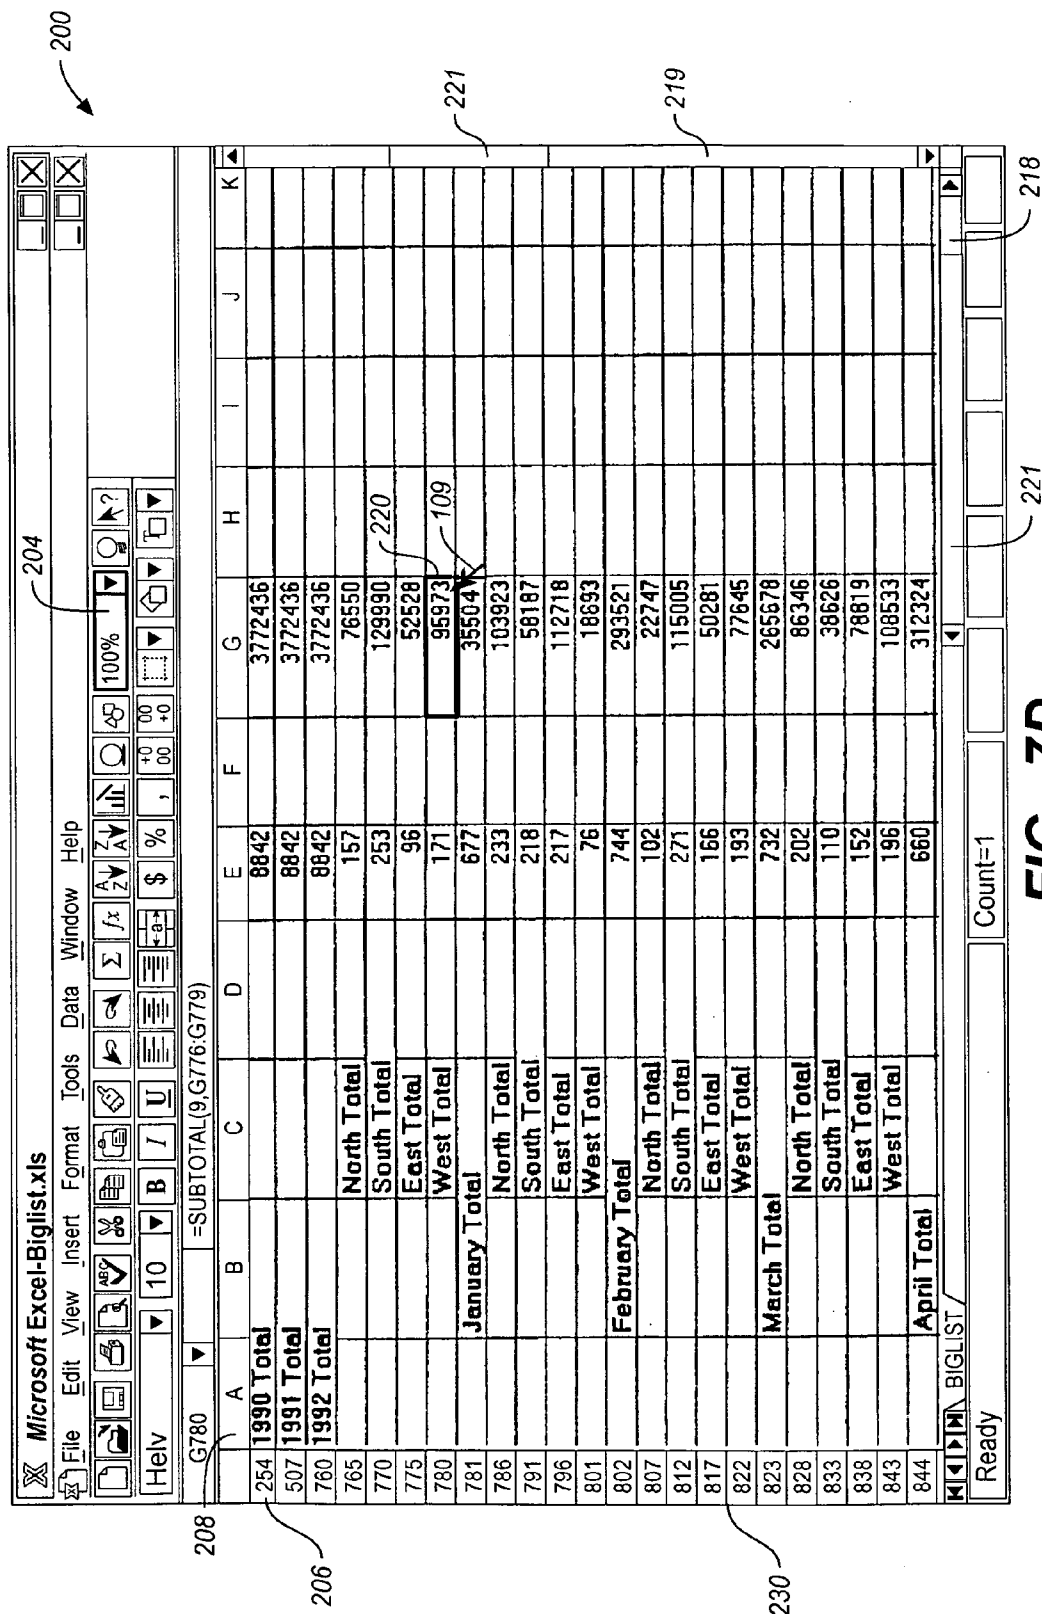 200
Microsoft Excel-Biglist.xls
File Edit View Insert Format Tools Data Window Help
204
ABC Σ fx A Z Z A 100% ?
Helv 10 B I U a $ % , +0 00 00 +0
G780 =SUBTOTAL(9,G776:G779)
208
A B C D E F G H I J K
206
254 1990 Total 8842 3772436
507 1991 Total 8842 3772436
760 1992 Total 8842 3772436
765 North Total 157 76550
770 South Total 253 129990
775 East Total 96 52528
220
780 West Total 171 95973
109
781 January Total 677 35504
221
786 North Total 233 103923
791 South Total 218 58187
796 East Total 217 112718
801 West Total 76 18693
802 February Total 744 293521
807 North Total 102 22747
219
812 South Total 271 115005
817 East Total 166 50281
822 West Total 193 77645
230
823 March Total 732 265678
828 North Total 202 86346
833 South Total 110 38626
838 East Total 152 78819
843 West Total 196 108533
844 April Total 660 312324
BIGLIST
Ready Count=1
221
218
FIG.